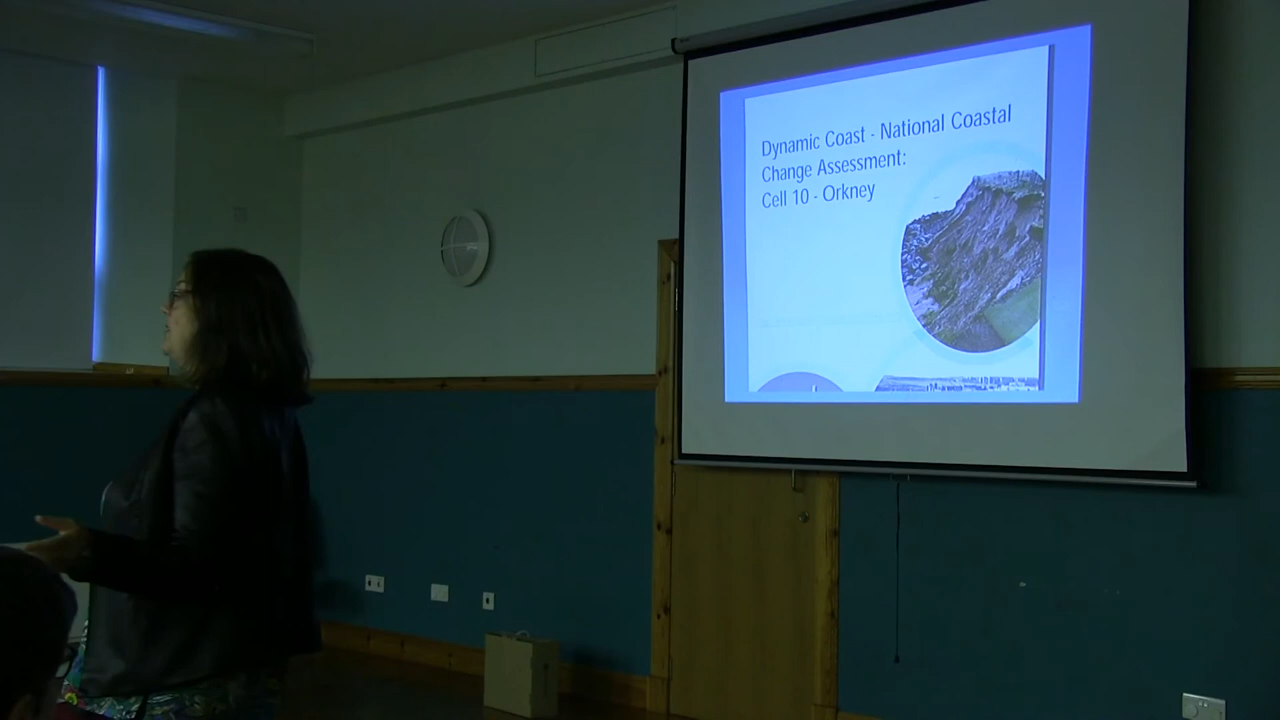 Dynamic Coast - National Coastal
Change Assessment:
Cell 10 - Orkney